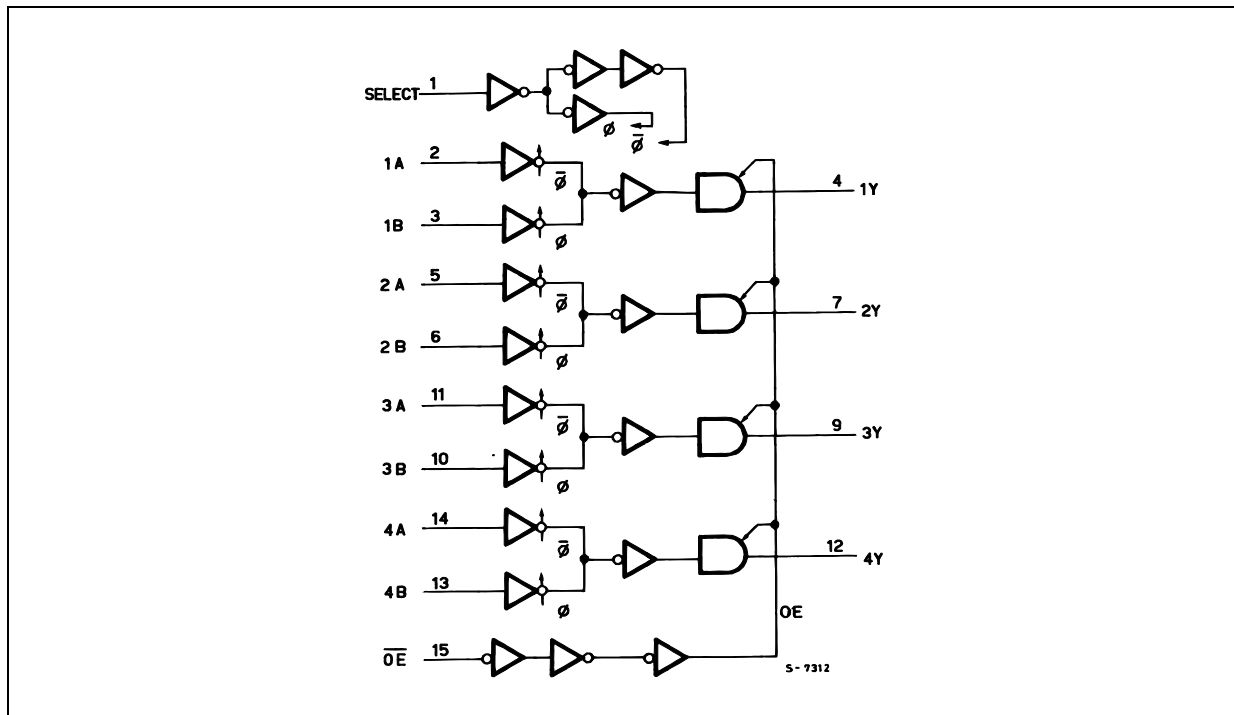 SELECT 1
ø
ø̄
1A 2
ø̄
4 1Y
1B 3
ø
2A 5
ø̄
7 2Y
2B 6
ø
3A 11
ø̄
9 3Y
3B 10
ø
4A 14
ø̄
12 4Y
4B 13
ø
OE
O̅E̅ 15
S-7312